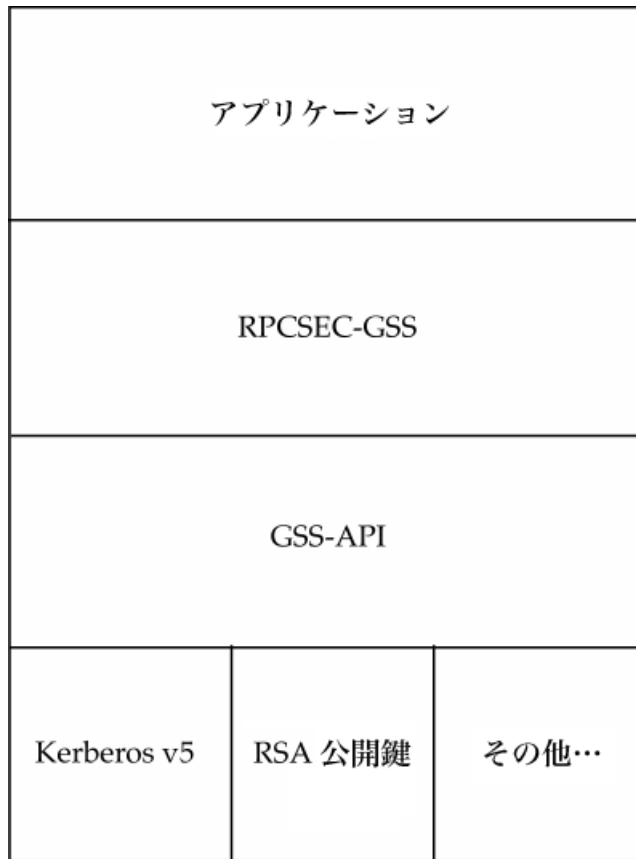 アプリケーション
RPCSEC-GSS
GSS-API
Kerberos v5
RSA 公開鍵
その他…